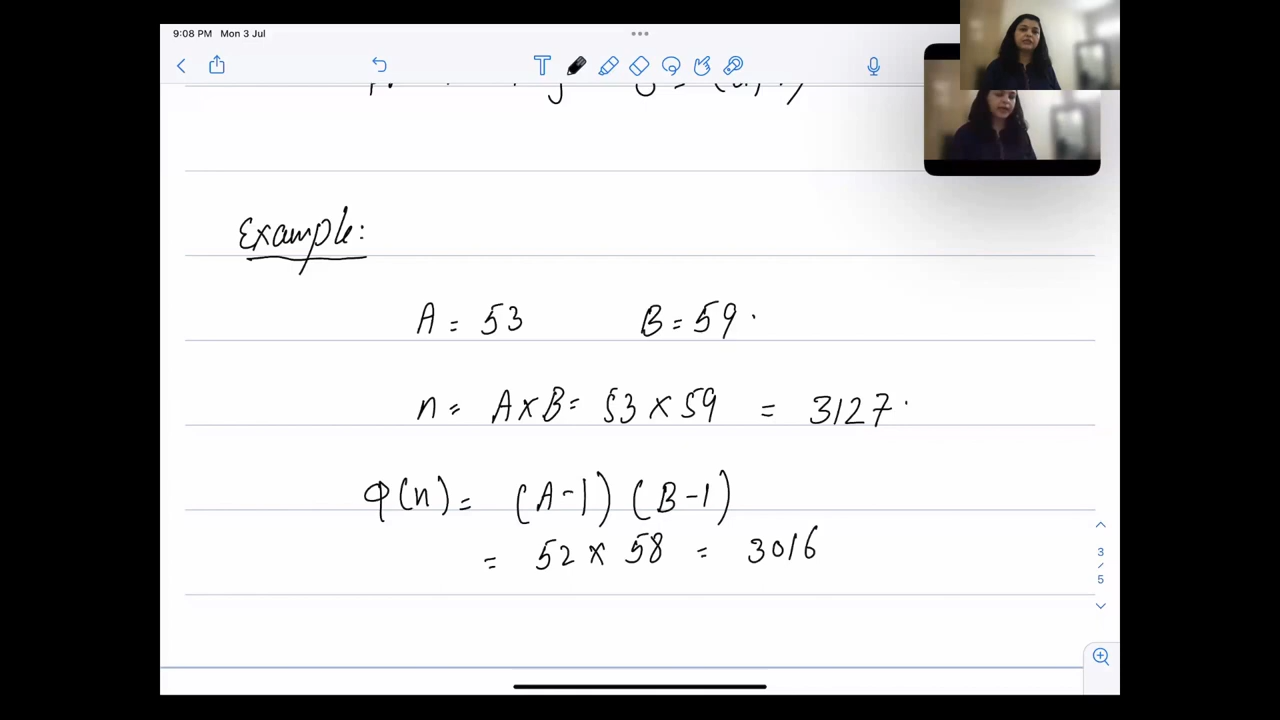 9:08 PM Mon 3 Jul
Example:
A = 53 B = 59.
n = A×B = 53 × 59 = 3127.
φ(n) = (A-1) (B-1)
= 52 × 58 = 3016
3
/
5